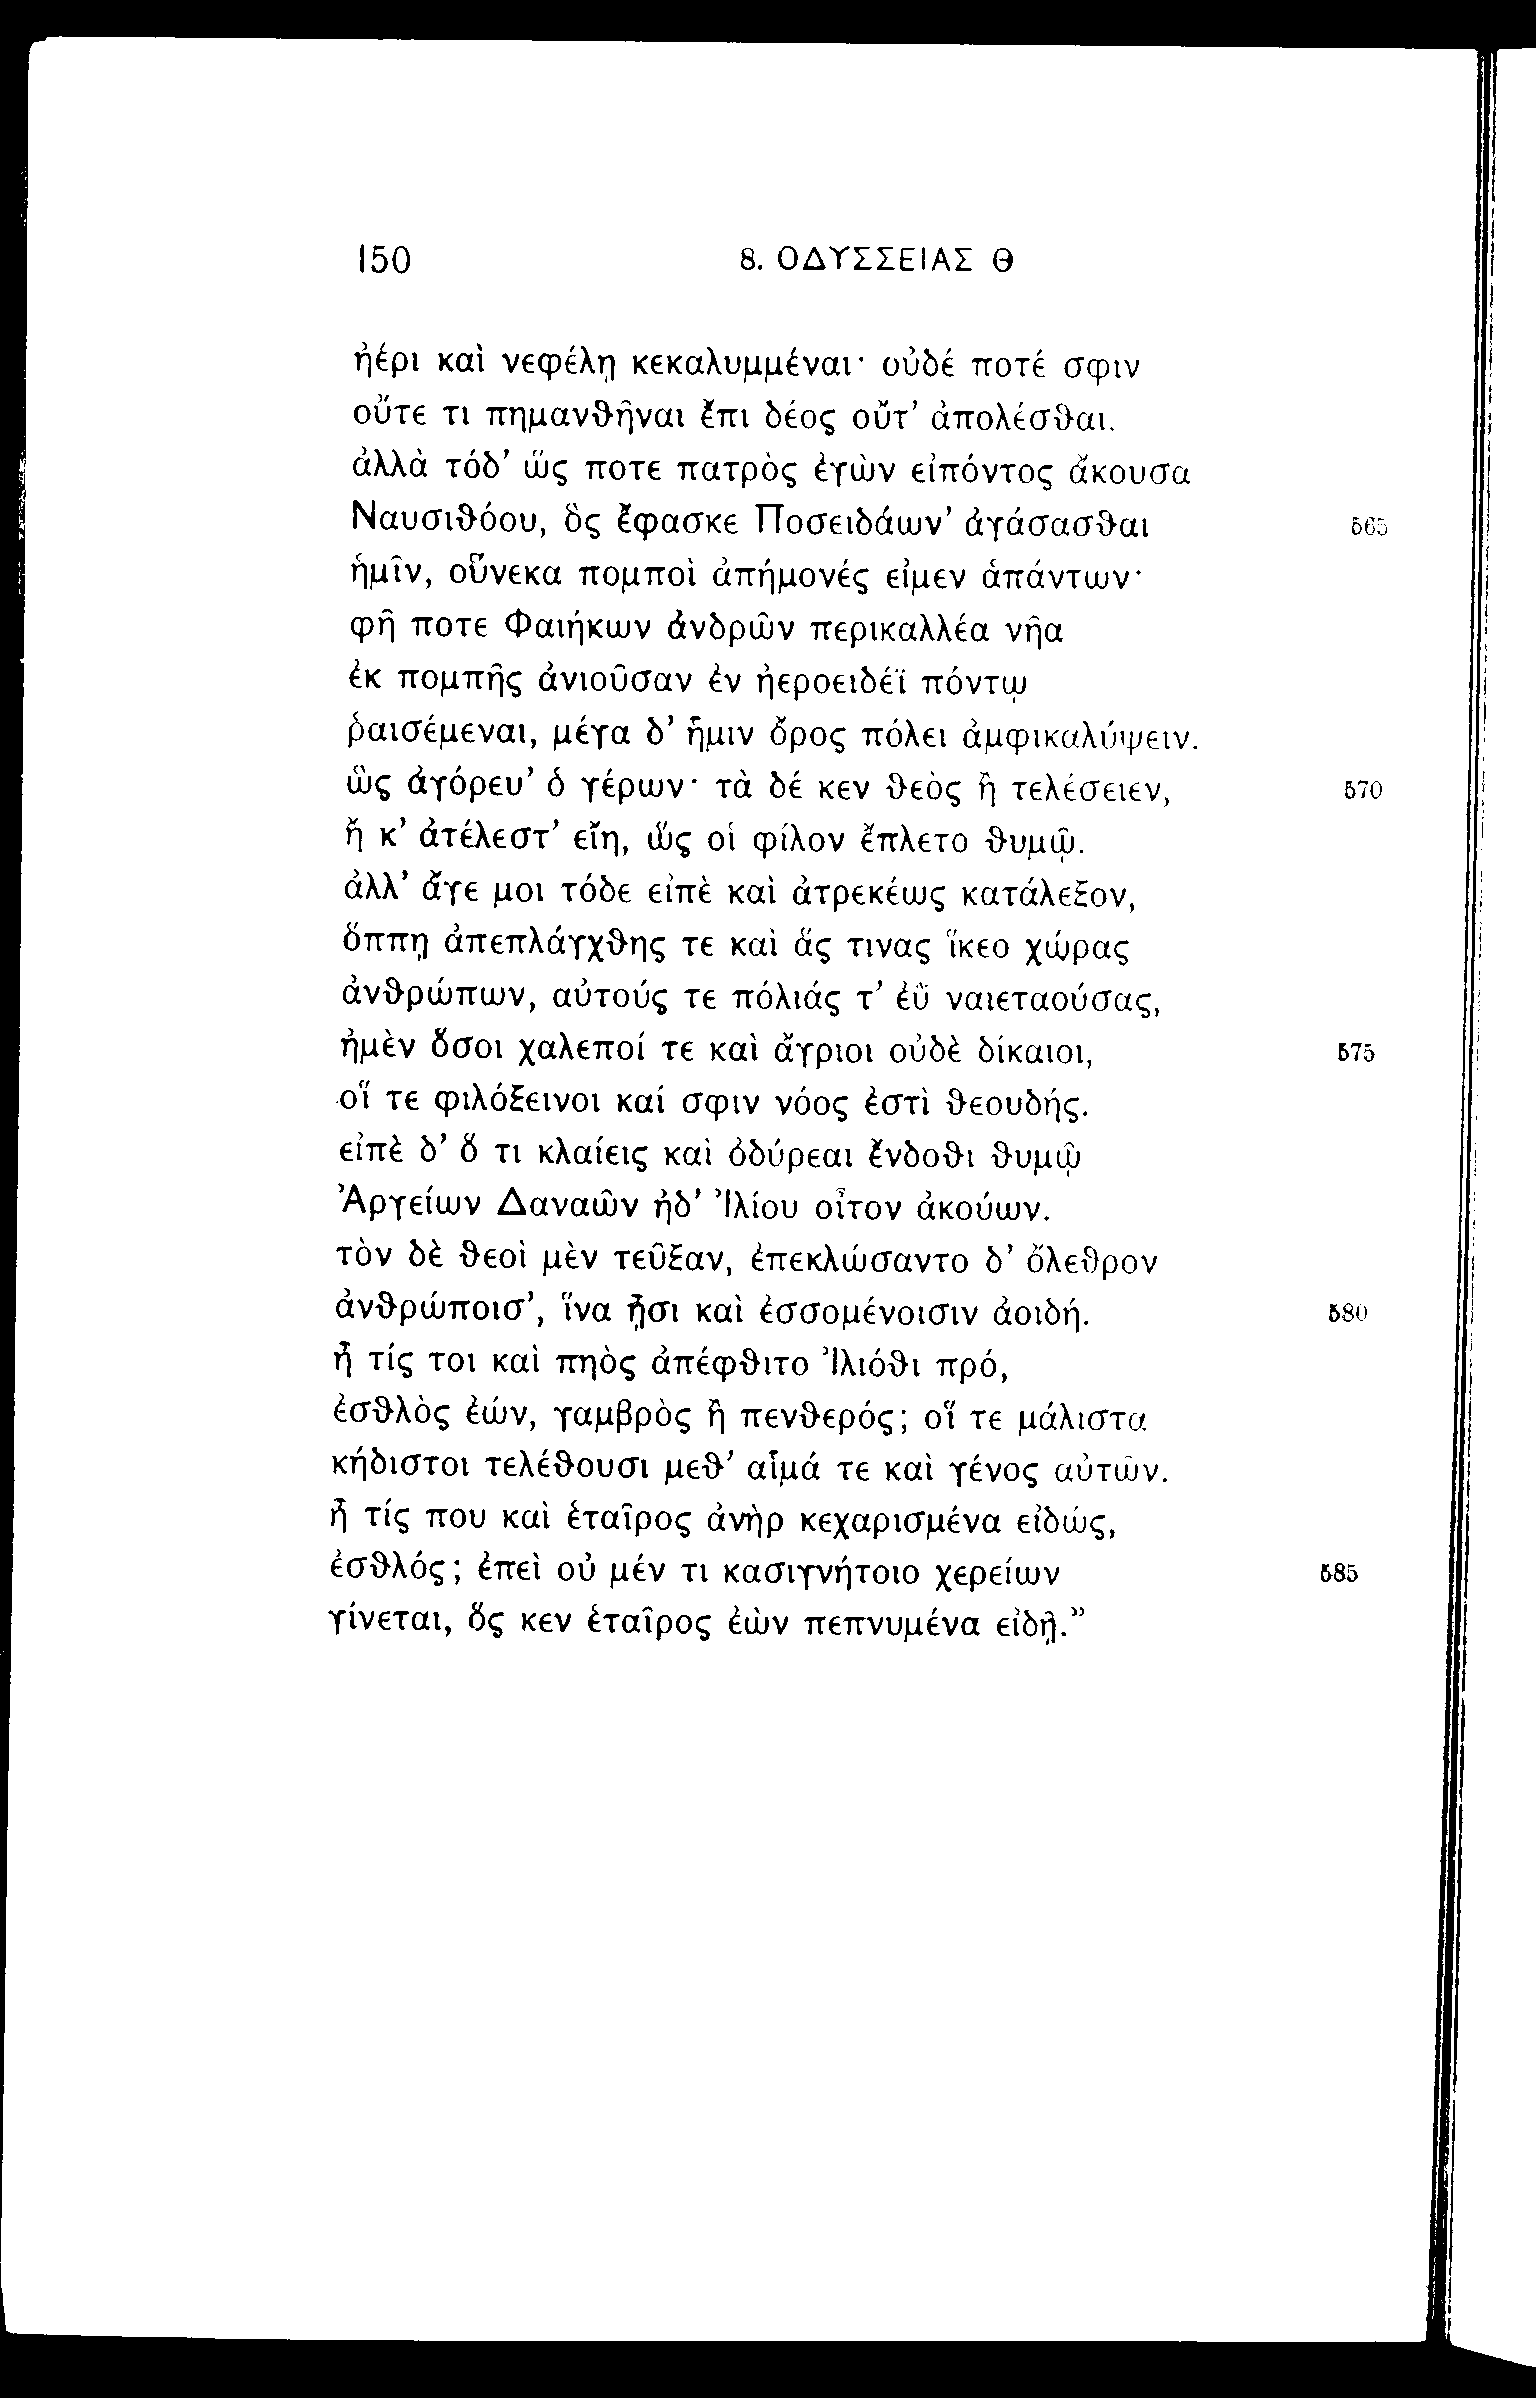 150 8. ΟΔΥΣΣΕΙΑΣ Θ
ἠέρι καὶ νεφέλῃ κεκαλυμμέναι· οὐδέ ποτέ σφιν
οὔτε τι πημανθῆναι ἔπι δέος οὔτ’ ἀπολέσθαι.
ἀλλὰ τόδ’ ὥς ποτε πατρὸς ἐγὼν εἰπόντος ἄκουσα
Ναυσιθόου, ὃς ἔφασκε Ποσειδάων’ ἀγάσασθαι 565
ἡμῖν, οὕνεκα πομποὶ ἀπήμονές εἰμεν ἁπάντων·
φῆ ποτε Φαιήκων ἀνδρῶν περικαλλέα νῆα
ἐκ πομπῆς ἀνιοῦσαν ἐν ἠεροειδέϊ πόντῳ
ῥαισέμεναι, μέγα δ’ ἧμιν ὄρος πόλει ἀμφικαλύψειν.
ὣς ἀγόρευ’ ὁ γέρων· τὰ δέ κεν θεὸς ἢ τελέσειεν, 570
ἤ κ’ ἀτέλεστ’ εἴη, ὥς οἱ φίλον ἔπλετο θυμῷ.
ἀλλ’ ἄγε μοι τόδε εἰπὲ καὶ ἀτρεκέως κατάλεξον,
ὅππῃ ἀπεπλάγχθης τε καὶ ἅς τινας ἵκεο χώρας
ἀνθρώπων, αὐτούς τε πόλιάς τ’ ἐὺ ναιεταούσας,
ἠμὲν ὅσοι χαλεποί τε καὶ ἄγριοι οὐδὲ δίκαιοι, 575
οἵ τε φιλόξεινοι καί σφιν νόος ἐστὶ θεουδής.
εἰπὲ δ’ ὅ τι κλαίεις καὶ ὀδύρεαι ἔνδοθι θυμῷ
Ἀργείων Δαναῶν ἠδ’ Ἰλίου οἶτον ἀκούων.
τὸν δὲ θεοὶ μὲν τεῦξαν, ἐπεκλώσαντο δ’ ὄλεθρον
ἀνθρώποισ’, ἵνα ᾖσι καὶ ἐσσομένοισιν ἀοιδή. 580
ἦ τίς τοι καὶ πηὸς ἀπέφθιτο Ἰλιόθι πρό,
ἐσθλὸς ἐών, γαμβρὸς ἢ πενθερός; οἵ τε μάλιστα
κήδιστοι τελέθουσι μεθ’ αἷμά τε καὶ γένος αὐτῶν.
ἦ τίς που καὶ ἑταῖρος ἀνὴρ κεχαρισμένα εἰδώς,
ἐσθλός; ἐπεὶ οὐ μέν τι κασιγνήτοιο χερείων 585
γίνεται, ὅς κεν ἑταῖρος ἐὼν πεπνυμένα εἰδῇ.”